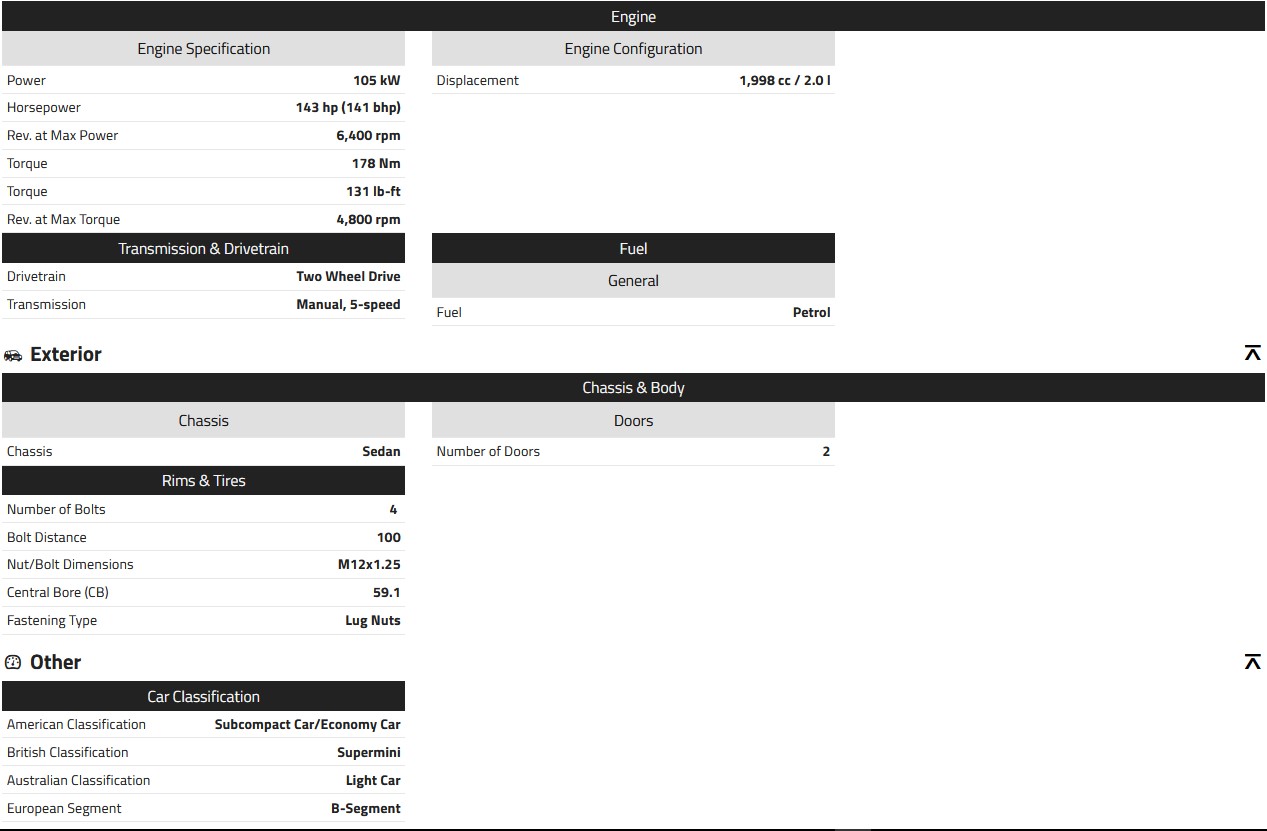 Engine
Engine Specification
Power 105 kW
Horsepower 143 hp (141 bhp)
Rev. at Max Power 6,400 rpm
Torque 178 Nm
Torque 131 lb-ft
Rev. at Max Torque 4,800 rpm
Engine Configuration
Displacement 1,998 cc / 2.0 l
Transmission & Drivetrain
Drivetrain Two Wheel Drive
Transmission Manual, 5-speed
Fuel
General
Fuel Petrol
Exterior
Chassis & Body
Chassis
Chassis Sedan
Doors
Number of Doors 2
Rims & Tires
Number of Bolts 4
Bolt Distance 100
Nut/Bolt Dimensions M12x1.25
Central Bore (CB) 59.1
Fastening Type Lug Nuts
Other
Car Classification
American Classification Subcompact Car/Economy Car
British Classification Supermini
Australian Classification Light Car
European Segment B-Segment